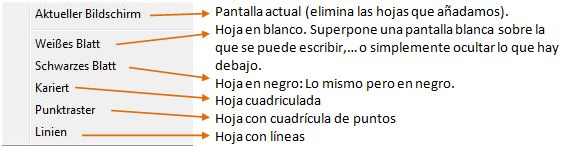 Aktueller Bildschirm
Pantalla actual (elimina las hojas que añadamos).
Weißes Blatt
Hoja en blanco. Superpone una pantalla blanca sobre la
que se puede escribir,... o simplemente ocultar lo que hay
debajo.
Schwarzes Blatt
Hoja en negro: Lo mismo pero en negro.
Kariert
Hoja cuadriculada
Punktraster
Hoja con cuadrícula de puntos
Linien
Hoja con líneas